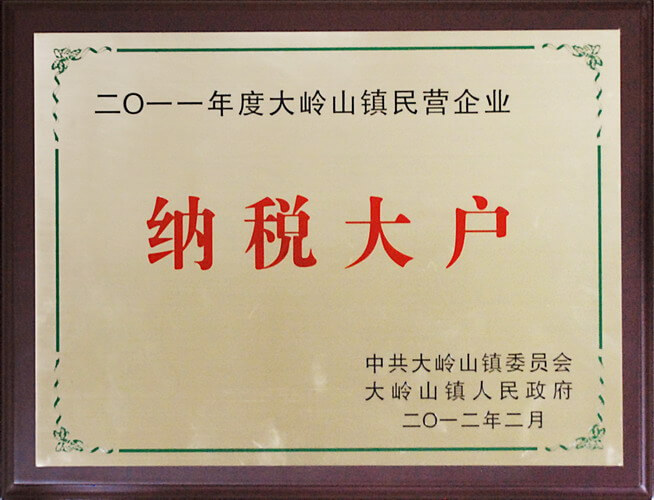 二〇一一年度大岭山镇民营企业
纳税大户
中共大岭山镇委员会
大岭山镇人民政府
二〇一二年二月